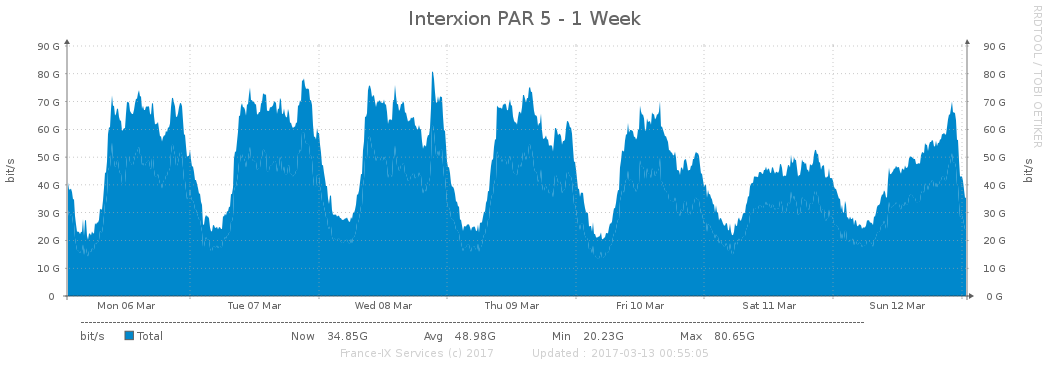 Interxion PAR 5 - 1 Week
RRDTOOL / TOBI OETIKER
90 G 90 G
80 G 80 G
70 G 70 G
60 G 60 G
50 G 50 G
40 G 40 G
30 G 30 G
20 G 20 G
10 G 10 G
0 0 G
bit/s
bit/s
Mon 06 Mar Tue 07 Mar Wed 08 Mar Thu 09 Mar Fri 10 Mar Sat 11 Mar Sun 12 Mar
bit/s Total Now 34.85G Avg 48.98G Min 20.23G Max 80.65G
France-IX Services (c) 2017 Updated : 2017-03-13 00:55:05